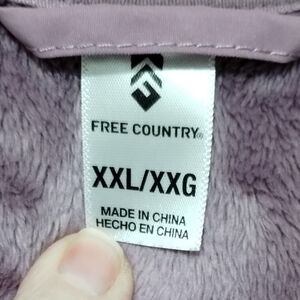 FREE COUNTRY®
XXL/XXG
MADE IN CHINA
HECHO EN CHINA